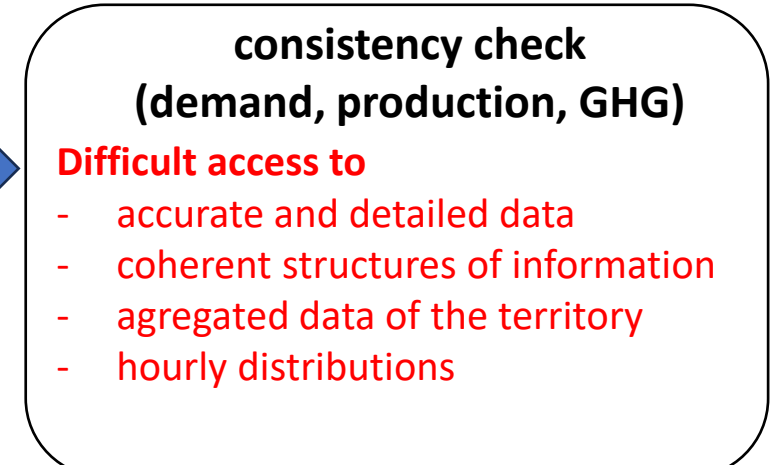 consistency check
(demand, production, GHG)
Difficult access to
- accurate and detailed data
- coherent structures of information
- agregated data of the territory
- hourly distributions